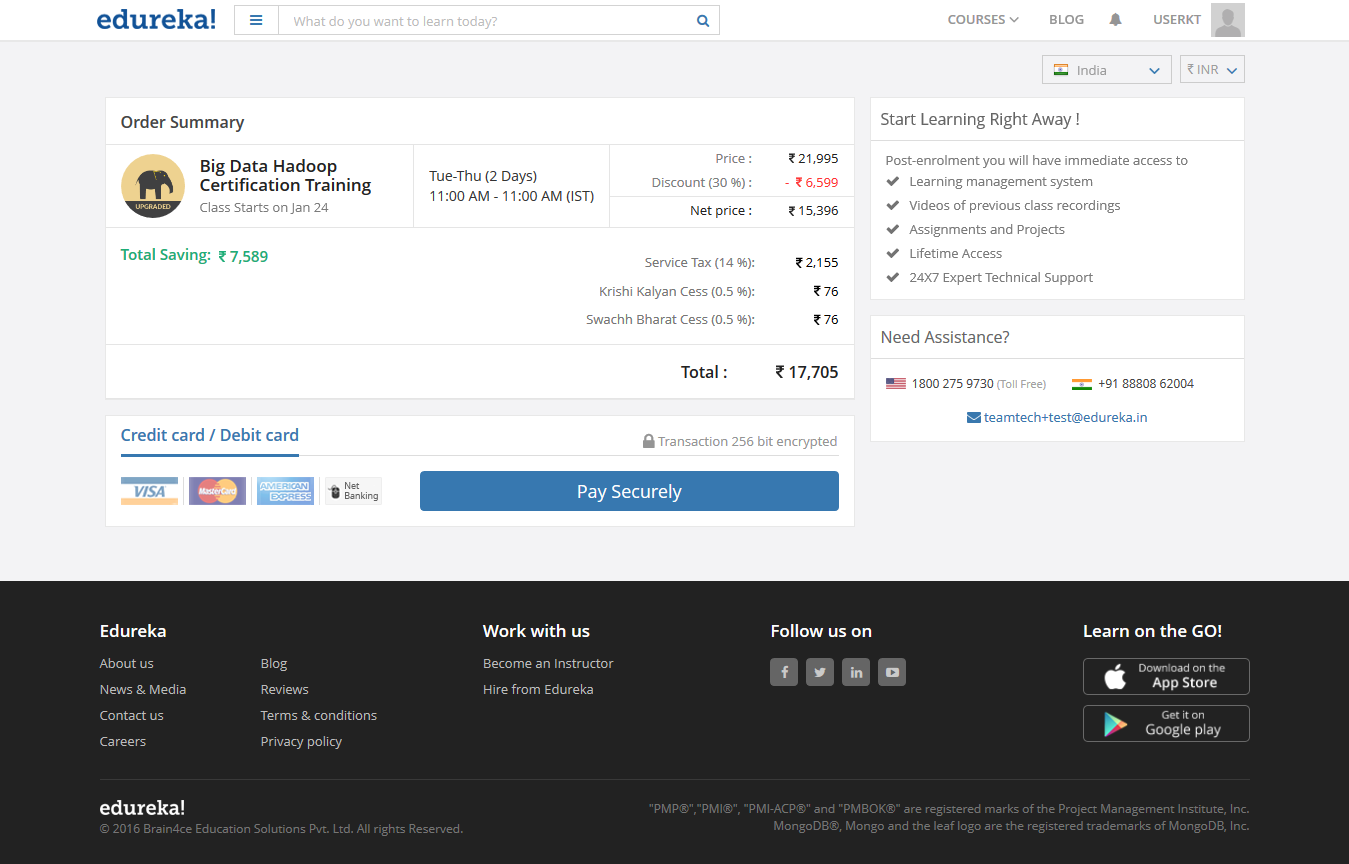 edureka!
What do you want to learn today?
COURSES
BLOG
USERKT
India
₹ INR
Order Summary
UPGRADED
Big Data Hadoop
Certification Training
Class Starts on Jan 24
Tue-Thu (2 Days)
11:00 AM - 11:00 AM (IST)
Price : ₹ 21,995
Discount (30 %) : - ₹ 6,599
Net price : ₹ 15,396
Total Saving: ₹ 7,589
Service Tax (14 %): ₹ 2,155
Krishi Kalyan Cess (0.5 %): ₹ 76
Swachh Bharat Cess (0.5 %): ₹ 76
Total : ₹ 17,705
Credit card / Debit card
Transaction 256 bit encrypted
VISA
MasterCard
AMERICAN
EXPRESS
Net
Banking
Pay Securely
Start Learning Right Away !
Post-enrolment you will have immediate access to
Learning management system
Videos of previous class recordings
Assignments and Projects
Lifetime Access
24X7 Expert Technical Support
Need Assistance?
1800 275 9730 (Toll Free)
+91 88808 62004
teamtech+test@edureka.in
Edureka
About us
News & Media
Contact us
Careers
Blog
Reviews
Terms & conditions
Privacy policy
Work with us
Become an Instructor
Hire from Edureka
Follow us on
Learn on the GO!
Download on the
App Store
Get it on
Google play
edureka!
© 2016 Brain4ce Education Solutions Pvt. Ltd. All rights Reserved.
"PMP®","PMI®", "PMI-ACP®" and "PMBOK®" are registered marks of the Project Management Institute, Inc.
MongoDB®, Mongo and the leaf logo are the registered trademarks of MongoDB, Inc.